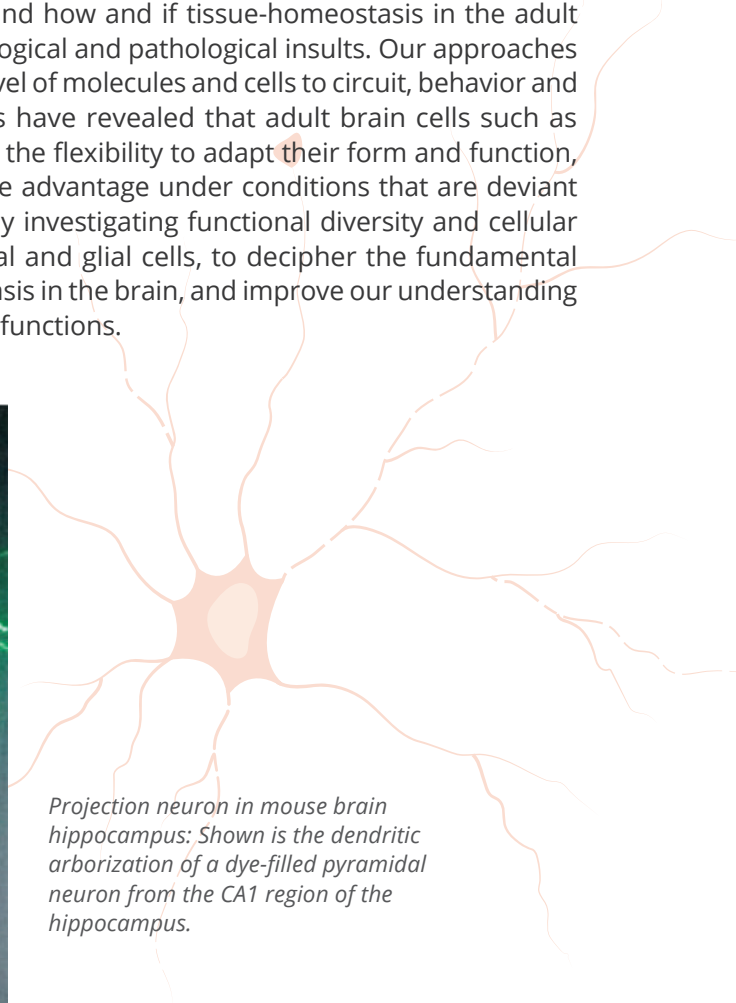 nd how and if tissue-homeostasis in the adult
ogical and pathological insults. Our approaches
vel of molecules and cells to circuit, behavior and
s have revealed that adult brain cells such as
the flexibility to adapt their form and function,
e advantage under conditions that are deviant
y investigating functional diversity and cellular
al and glial cells, to decipher the fundamental
asis in the brain, and improve our understanding
functions.
Projection neuron in mouse brain
hippocampus: Shown is the dendritic
arborization of a dye-filled pyramidal
neuron from the CA1 region of the
hippocampus.